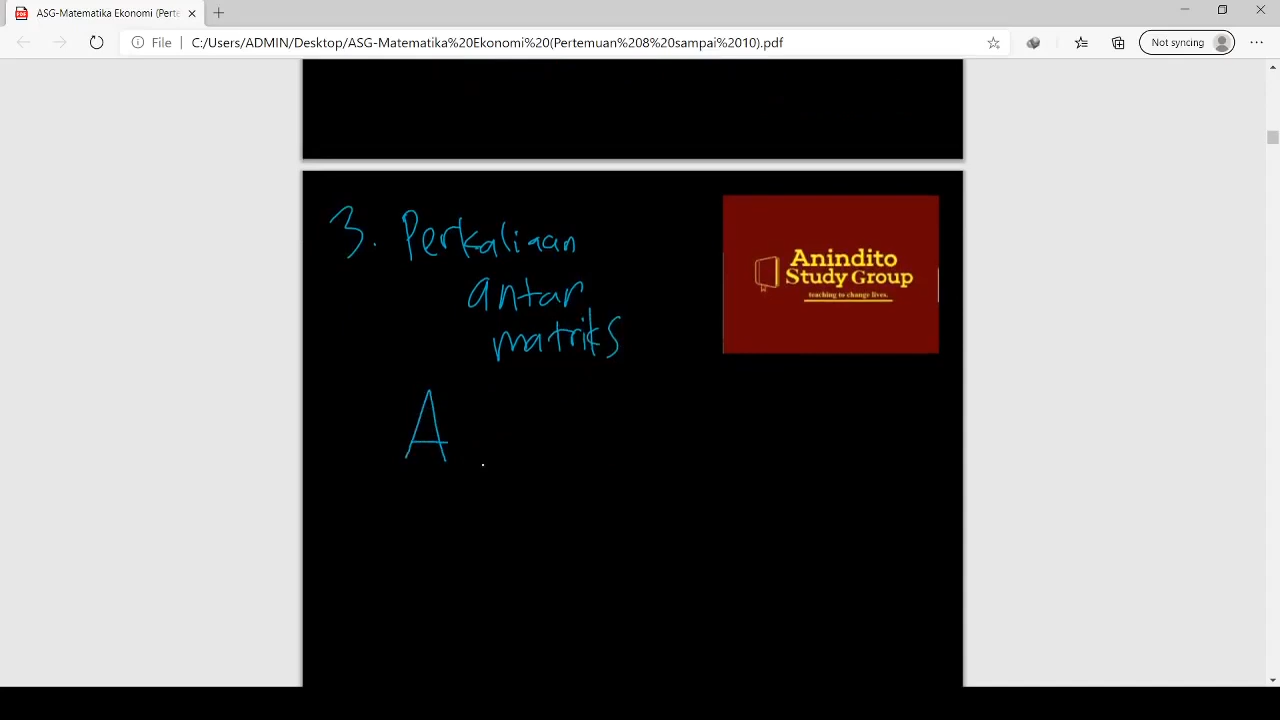 ASG-Matematika Ekonomi (Perte
File
C:/Users/ADMIN/Desktop/ASG-Matematika%20Ekonomi%20(Pertemuan%208%20sampai%2010).pdf
Not syncing
3. Perkaliaan
antar
matriks
Anindito
Study Group
teaching to change lives.
A